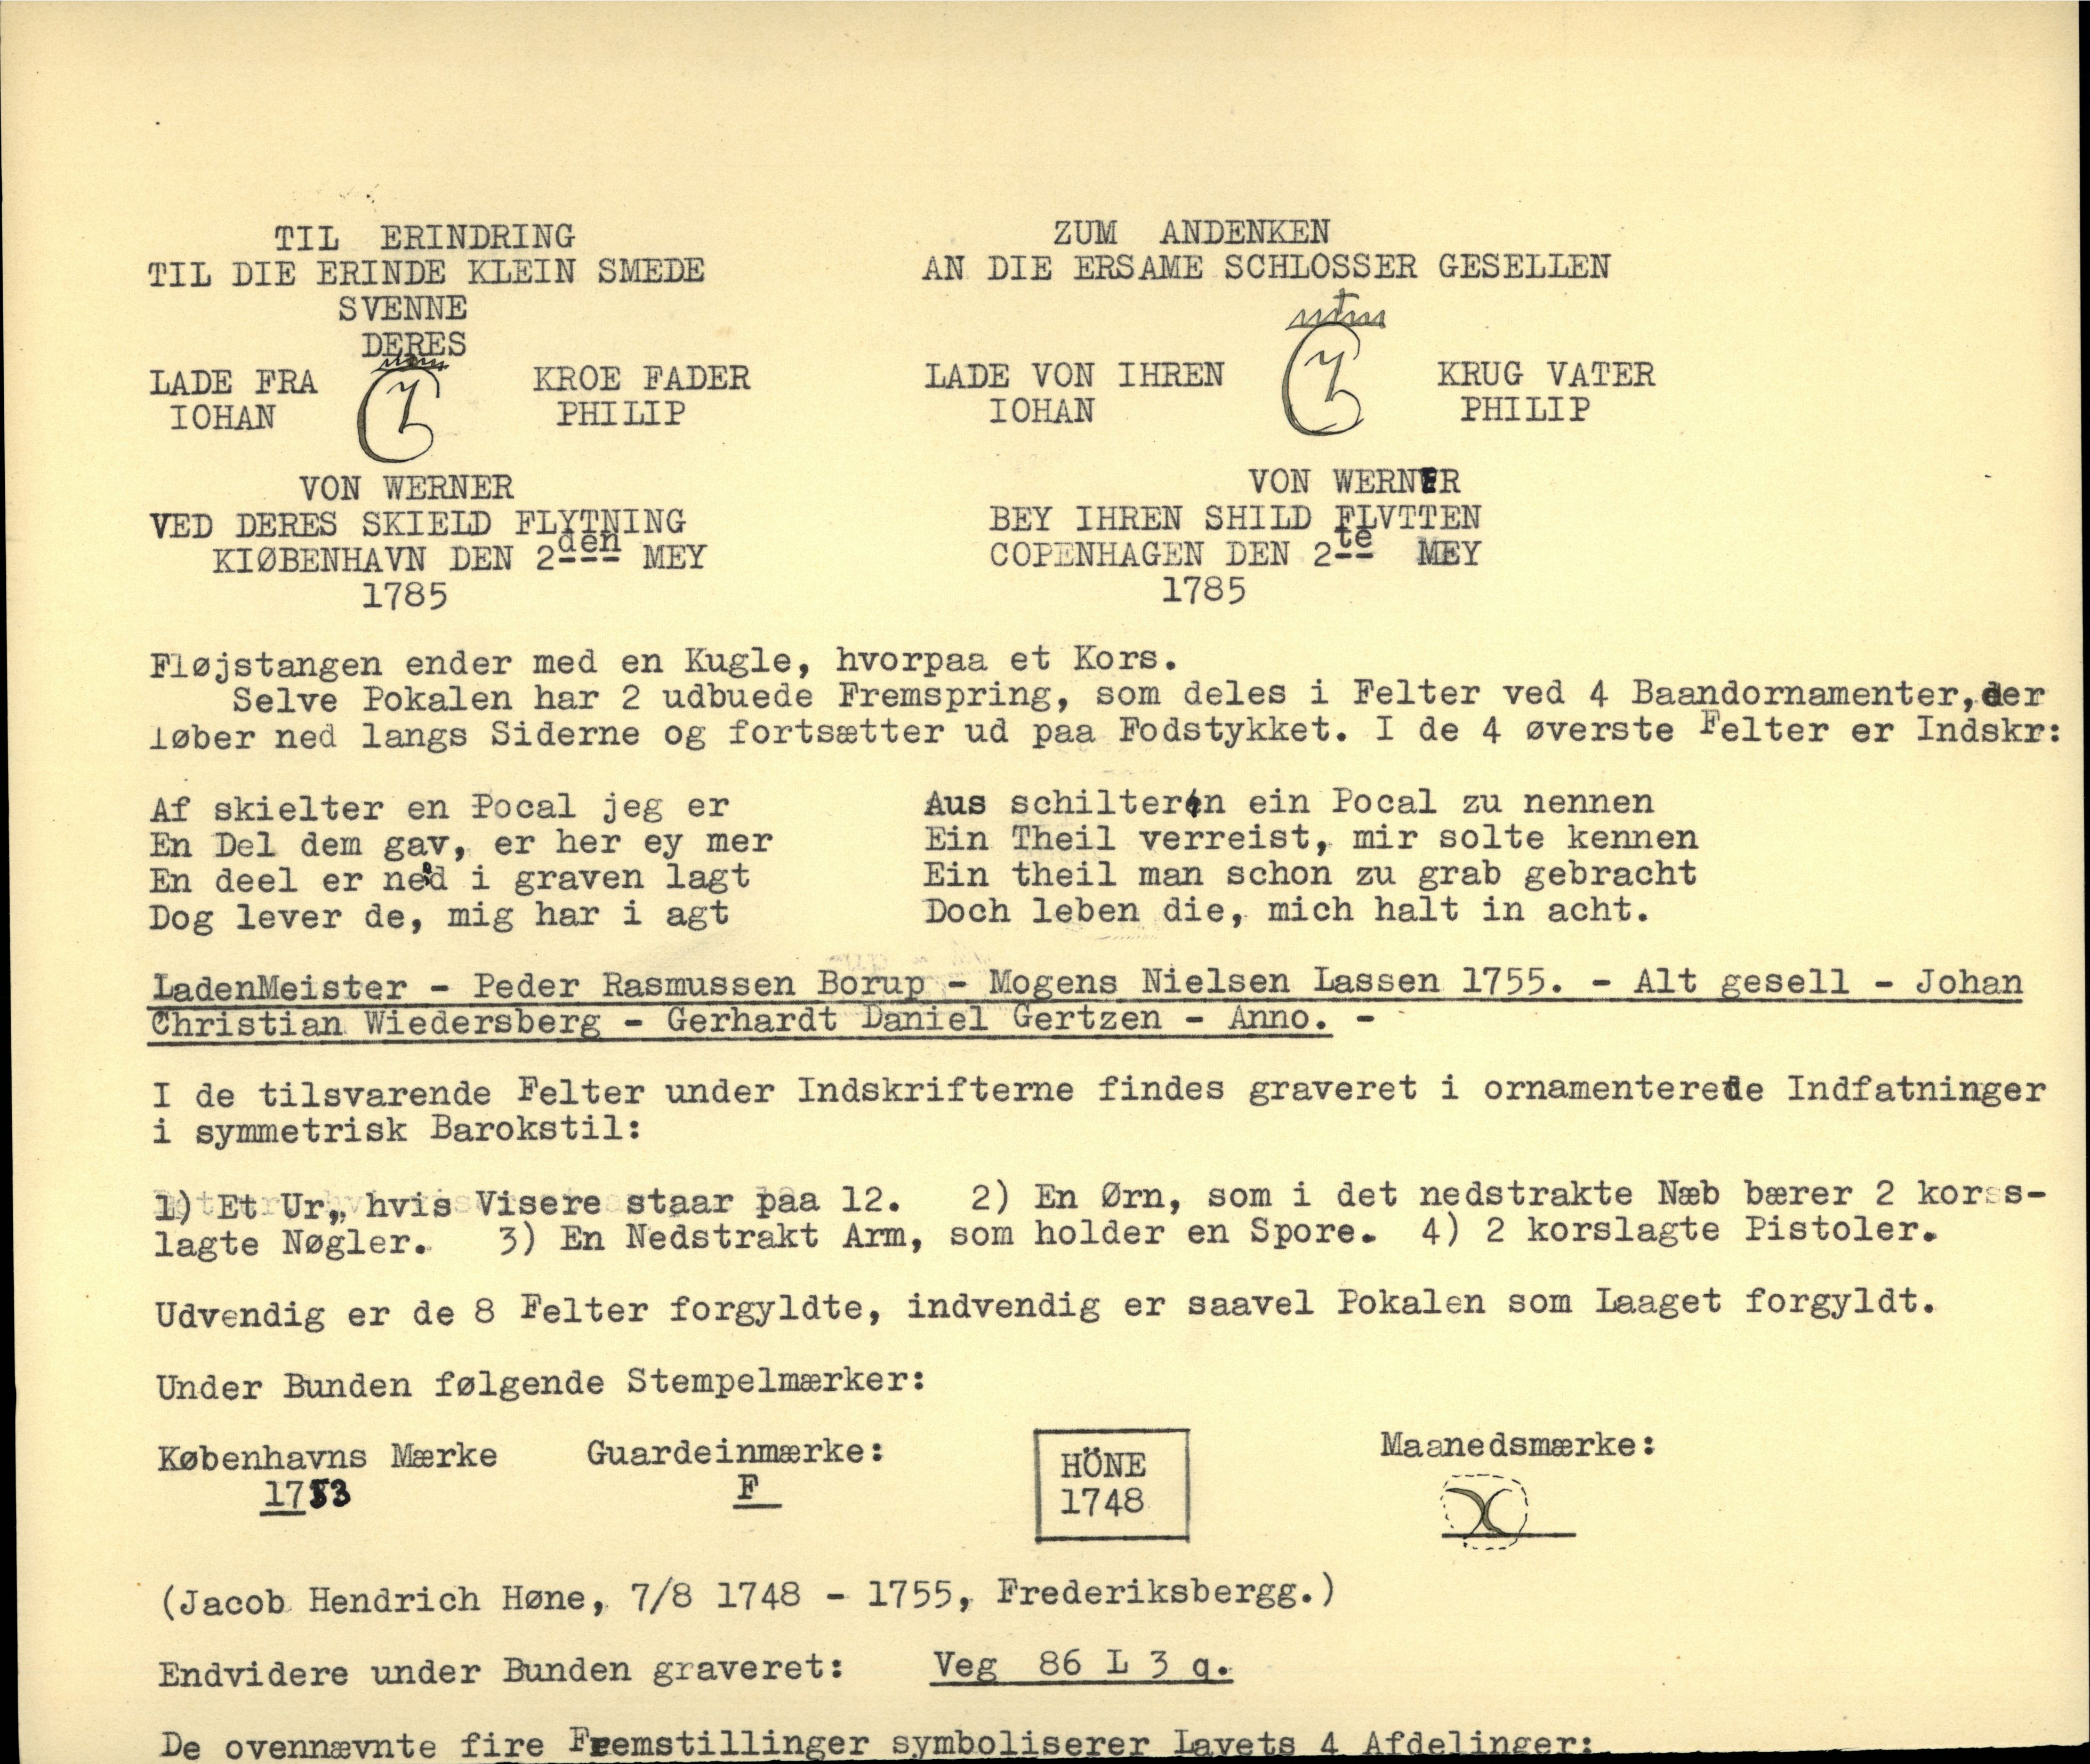 TIL ERINDRING
TIL DIE ERINDE KLEIN SMEDE
SVENNE
DERES
LADE FRA KROE FADER
IOHAN PHILIP
VON WERNER
VED DERES SKIELD FLYTNING
KIØBENHAVN DEN 2den MEY
1785
ZUM ANDENKEN
AN DIE ERSAME SCHLOSSER GESELLEN
LADE VON IHREN KRUG VATER
IOHAN PHILIP
VON WERNER
BEY IHREN SHILD FLVTTEN
COPENHAGEN DEN 2te MEY
1785
Fløjstangen ender med en Kugle, hvorpaa et Kors.
Selve Pokalen har 2 udbuede Fremspring, som deles i Felter ved 4 Baandornamenter, der
løber ned langs Siderne og fortsætter ud paa Fodstykket. I de 4 øverste Felter er Indskr:
Af skielter en Pocal jeg er
En Del dem gav, er her ey mer
En deel er ned i graven lagt
Dog lever de, mig har i agt
Aus schiltern ein Pocal zu nennen
Ein Theil verreist, mir solte kennen
Ein theil man schon zu grab gebracht
Doch leben die, mich halt in acht.
LadenMeister - Peder Rasmussen Borup - Mogens Nielsen Lassen 1755. - Alt gesell - Johan
Christian Wiedersberg - Gerhardt Daniel Gertzen - Anno. -
I de tilsvarende Felter under Indskrifterne findes graveret i ornamenterede Indfatninger
i symmetrisk Barokstil:
1) Et Ur, hvis Visere staar paa 12. 2) En Ørn, som i det nedstrakte Næb bærer 2 kors-
lagte Nøgler. 3) En Nedstrakt Arm, som holder en Spore. 4) 2 korslagte Pistoler.
Udvendig er de 8 Felter forgyldte, indvendig er saavel Pokalen som Laaget forgyldt.
Under Bunden følgende Stempelmærker:
Københavns Mærke Guardeinmærke: HÖNE Maanedsmærke:
1753 F 1748
(Jacob Hendrich Høne, 7/8 1748 - 1755, Frederiksbergg.)
Endvidere under Bunden graveret: Veg 86 L 3 q.
De ovennævnte fire Fremstillinger symboliserer Lavets 4 Afdelinger: